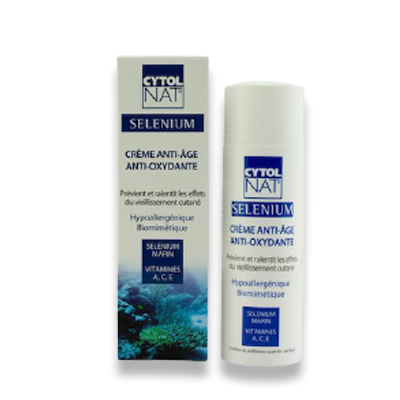 CYTOL
NAT®
SELENIUM
CRÈME ANTI-ÂGE
ANTI-OXYDANTE
Prévient et ralentit les effets
du vieillissement cutané
Hypoallergénique
Biomimétique
SELENIUM
MARIN
VITAMINES
A, C, E
CYTOL
NAT®
SELENIUM
CRÈME ANTI-ÂGE
ANTI-OXYDANTE
Prévient et ralentit les effets
du vieillissement cutané
Hypoallergénique
Biomimétique
SELENIUM
MARIN
VITAMINES
A, C, E